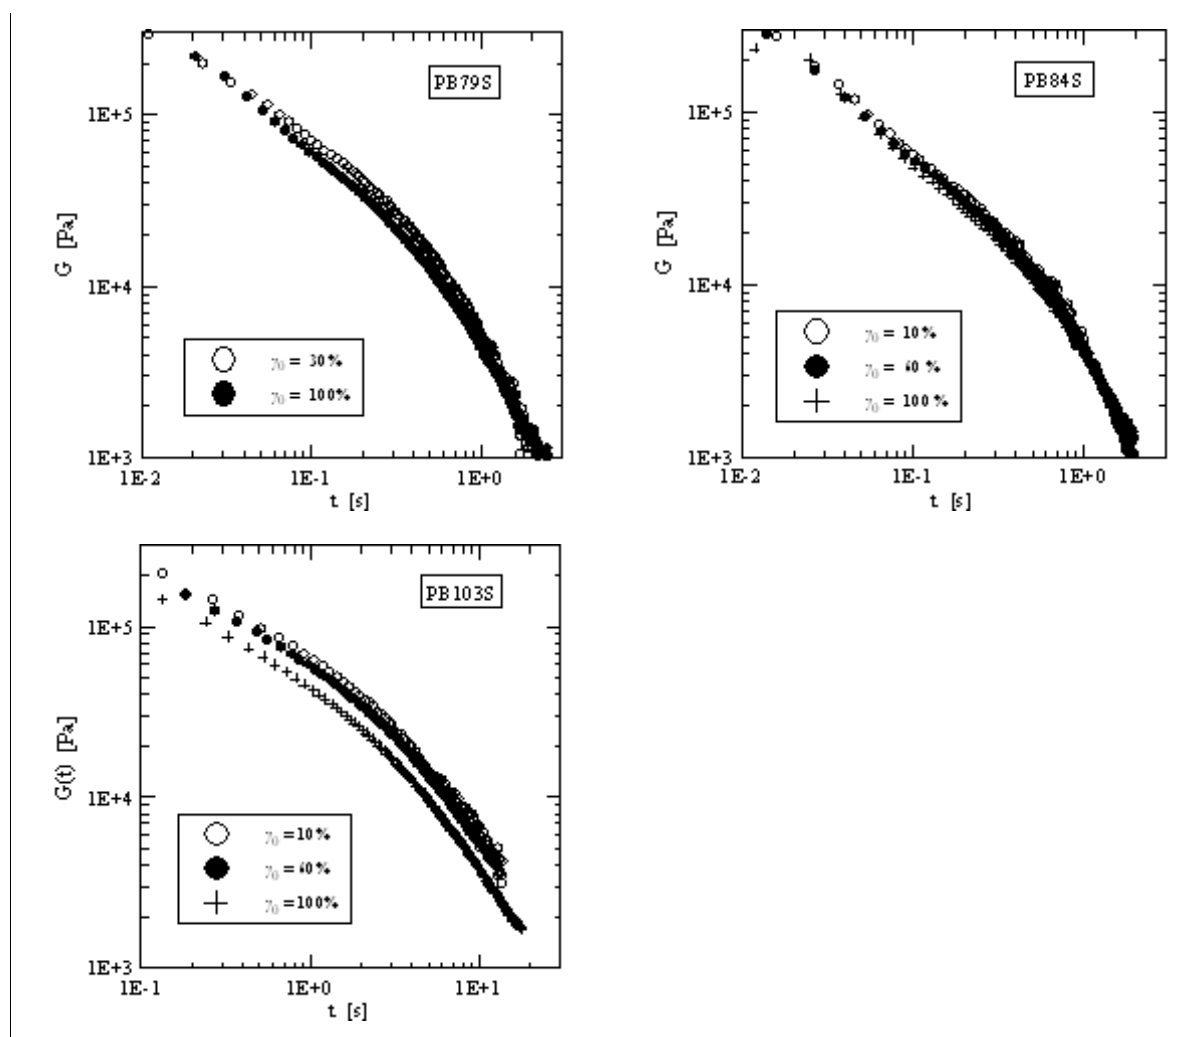 PB79S
1E+5
G [Pa]
1E+4
γ₀ = 30%
γ₀ = 100%
1E+3
1E-2 1E-1 1E+0
t [s]
PB84S
1E+5
G [Pa]
1E+4
γ₀ = 10%
γ₀ = 60 %
γ₀ = 100 %
1E+3
1E-2 1E-1 1E+0
t [s]
PB103S
1E+5
G(t) [Pa]
1E+4
γ₀ =10%
γ₀ =60%
γ₀ =100%
1E+3
1E-1 1E+0 1E+1
t [s]